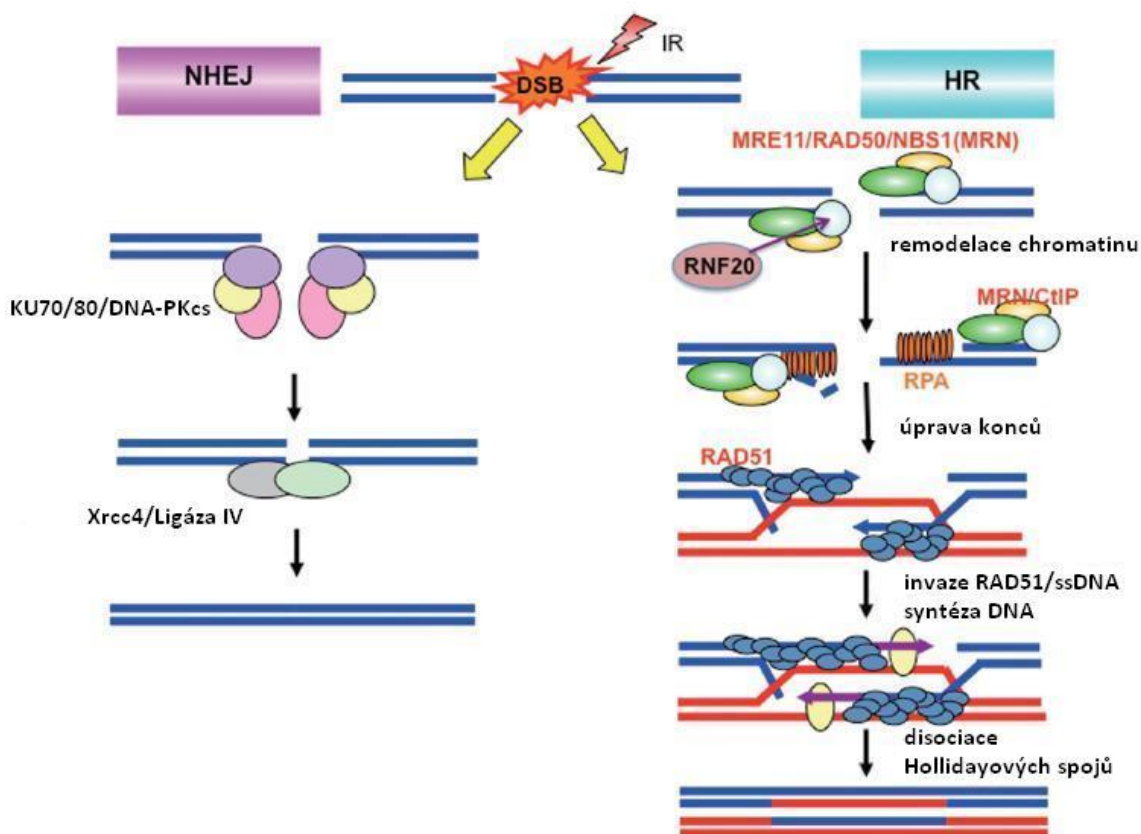 NHEJ
DSB
IR
HR
MRE11/RAD50/NBS1(MRN)
RNF20
remodelace chromatinu
KU70/80/DNA-PKcs
MRN/CtIP
RPA
úprava konců
RAD51
Xrcc4/Ligáza IV
invaze RAD51/ssDNA
syntéza DNA
disociace
Hollidayových spojů